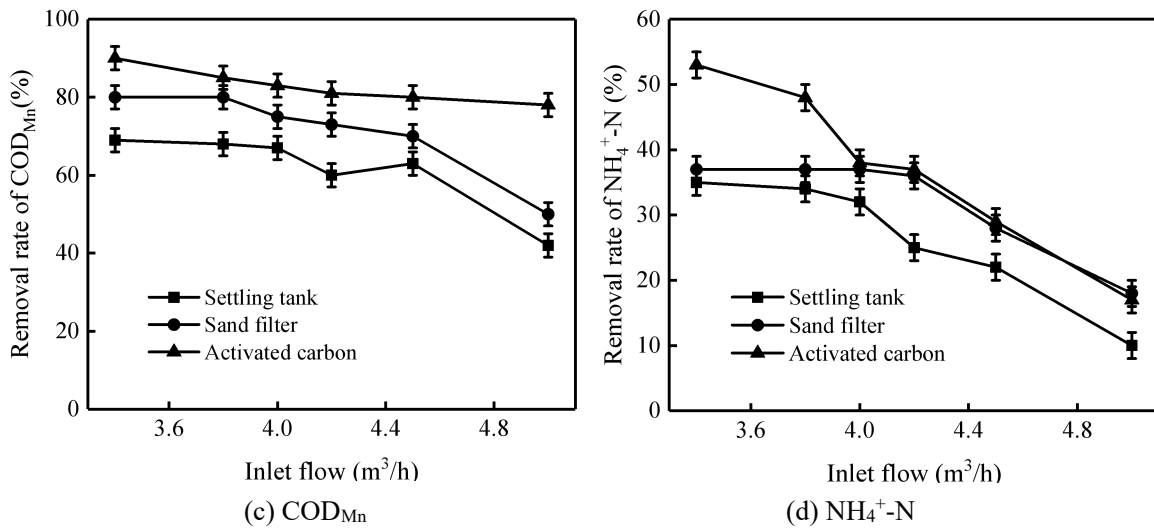 100
80
60
40
20
0
Removal rate of COD_Mn(%)
Settling tank
Sand filter
Activated carbon
3.6 4.0 4.4 4.8
Inlet flow (m³/h)
(c) COD_Mn
60
50
40
30
20
10
0
Removal rate of NH₄⁺-N (%)
Settling tank
Sand filter
Activated carbon
3.6 4.0 4.4 4.8
Inlet flow (m³/h)
(d) NH₄⁺-N